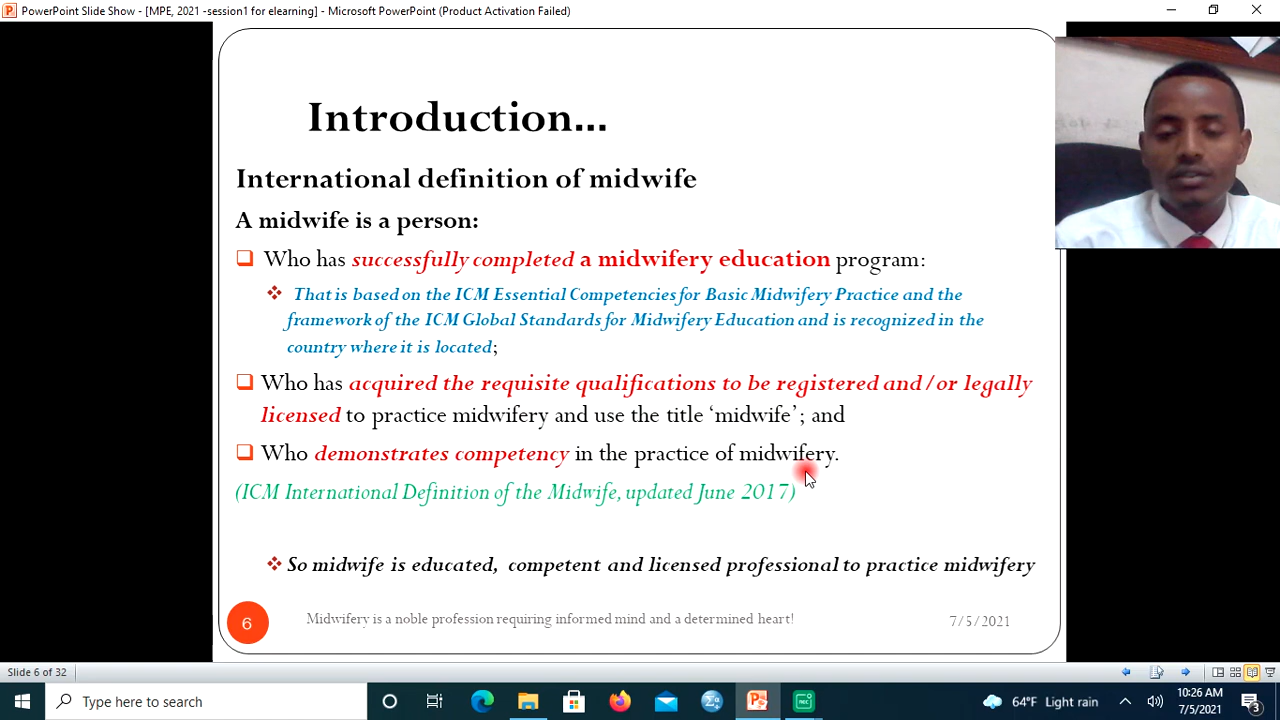 PowerPoint Slide Show - [MPE, 2021 -session1 for elearning] - Microsoft PowerPoint (Product Activation Failed)
Introduction...
International definition of midwife
A midwife is a person:
Who has successfully completed a midwifery education program:
That is based on the ICM Essential Competencies for Basic Midwifery Practice and the
framework of the ICM Global Standards for Midwifery Education and is recognized in the
country where it is located;
Who has acquired the requisite qualifications to be registered and/or legally
licensed to practice midwifery and use the title ‘midwife’; and
Who demonstrates competency in the practice of midwifery.
(ICM International Definition of the Midwife, updated June 2017)
So midwife is educated, competent and licensed professional to practice midwifery
6
Midwifery is a noble profession requiring informed mind and a determined heart!
7/5/2021
Slide 6 of 32
Type here to search
64°F Light rain
10:26 AM
7/5/2021
3